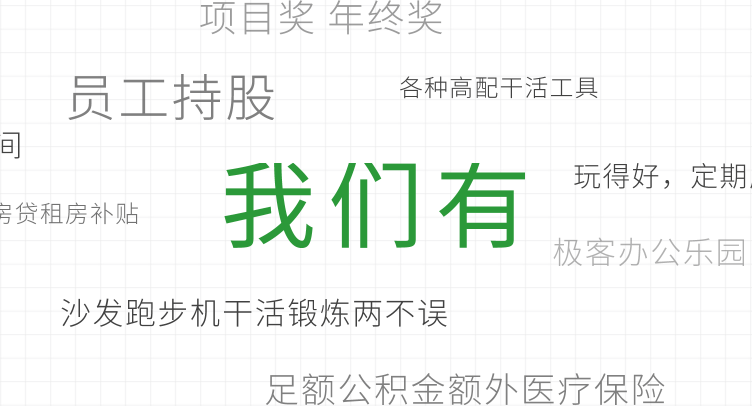 项目奖 年终奖
员工持股
各种高配干活工具
间
我们有
玩得好，定期
房贷租房补贴
极客办公乐园
沙发跑步机干活锻炼两不误
足额公积金额外医疗保险